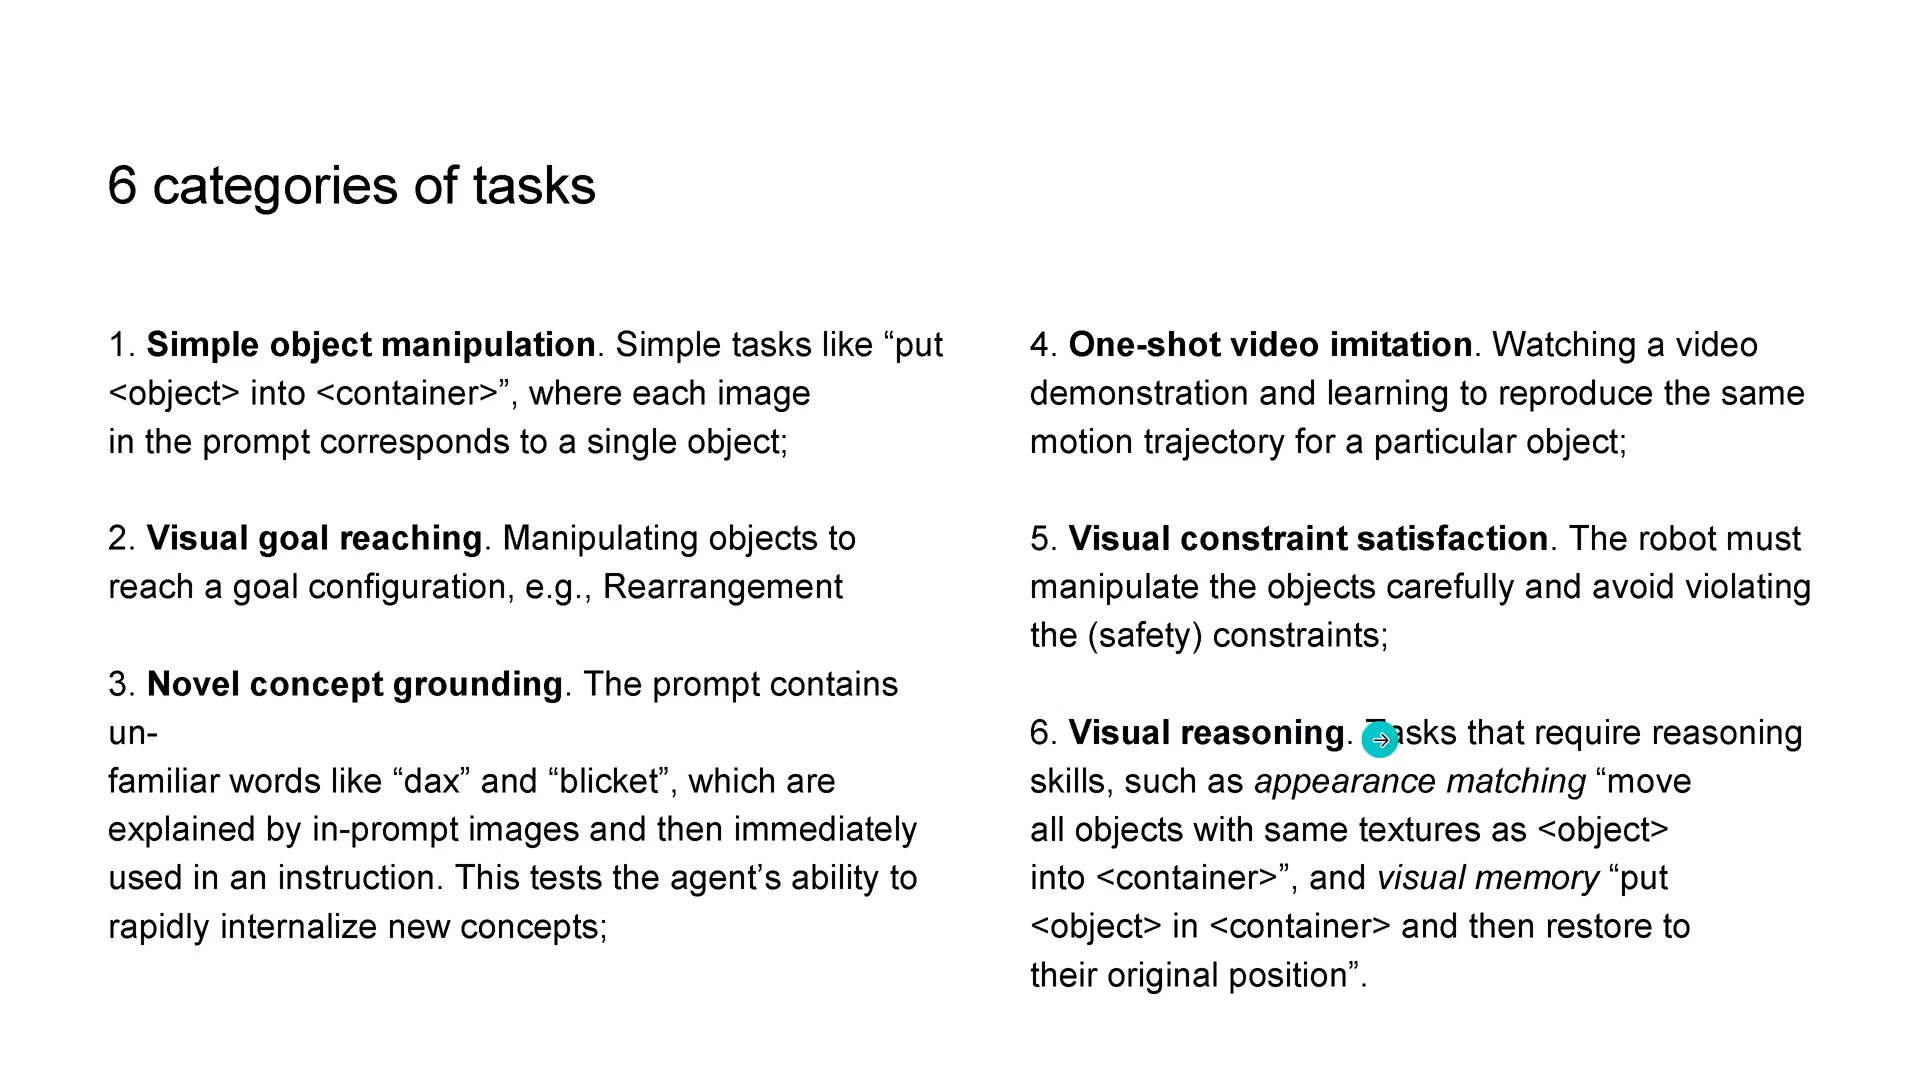 6 categories of tasks
1. Simple object manipulation. Simple tasks like “put
<object> into <container>”, where each image
in the prompt corresponds to a single object;
2. Visual goal reaching. Manipulating objects to
reach a goal configuration, e.g., Rearrangement
3. Novel concept grounding. The prompt contains
un-
familiar words like “dax” and “blicket”, which are
explained by in-prompt images and then immediately
used in an instruction. This tests the agent’s ability to
rapidly internalize new concepts;
4. One-shot video imitation. Watching a video
demonstration and learning to reproduce the same
motion trajectory for a particular object;
5. Visual constraint satisfaction. The robot must
manipulate the objects carefully and avoid violating
the (safety) constraints;
6. Visual reasoning. Tasks that require reasoning
skills, such as appearance matching “move
all objects with same textures as <object>
into <container>”, and visual memory “put
<object> in <container> and then restore to
their original position”.